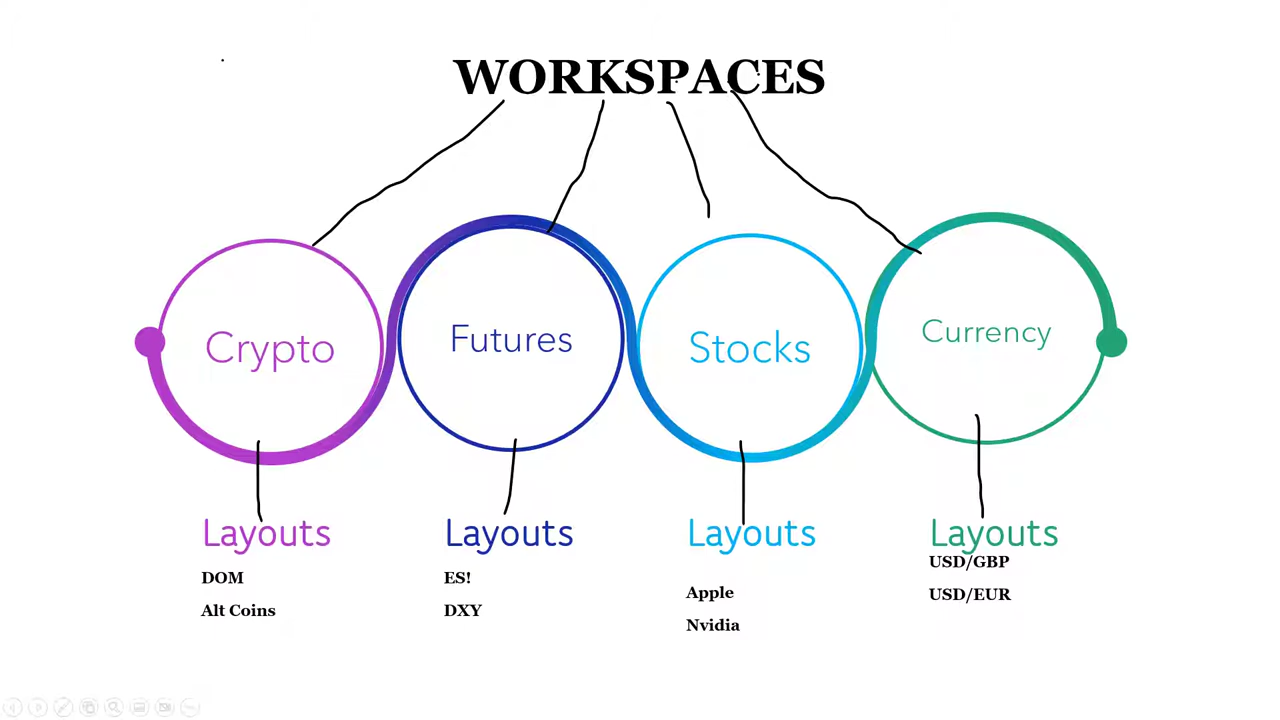 WORKSPACES
Crypto
Futures
Stocks
Currency
Layouts
DOM
Alt Coins
Layouts
ES!
DXY
Layouts
Apple
Nvidia
Layouts
USD/GBP
USD/EUR